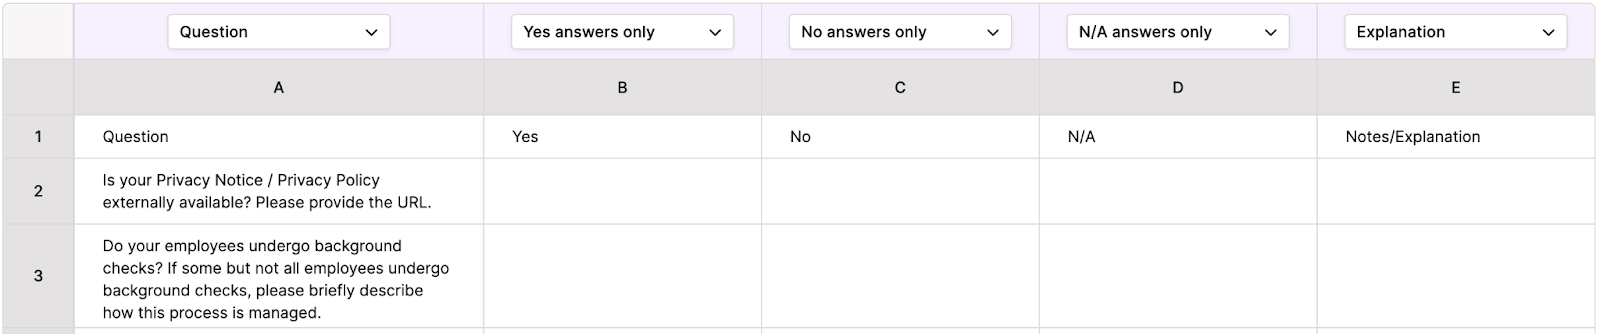 Question Yes answers only No answers only N/A answers only Explanation
A B C D E
1 Question Yes No N/A Notes/Explanation
Is your Privacy Notice / Privacy Policy
2
externally available? Please provide the URL.
Do your employees undergo background
checks? If some but not all employees undergo
3
background checks, please briefly describe
how this process is managed.